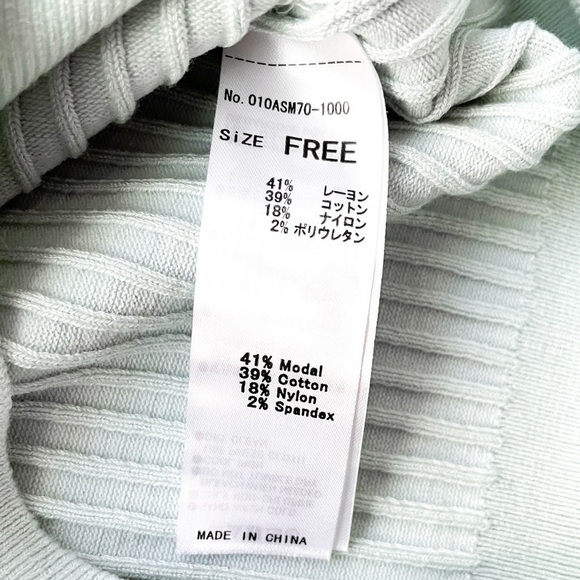 No. 010ASM70-1000
SiZE FREE
41% レーヨン
39% コットン
18% ナイロン
2% ポリウレタン
41% Modal
39% Cotton
18% Nylon
2% Spandex
MADE IN CHINA